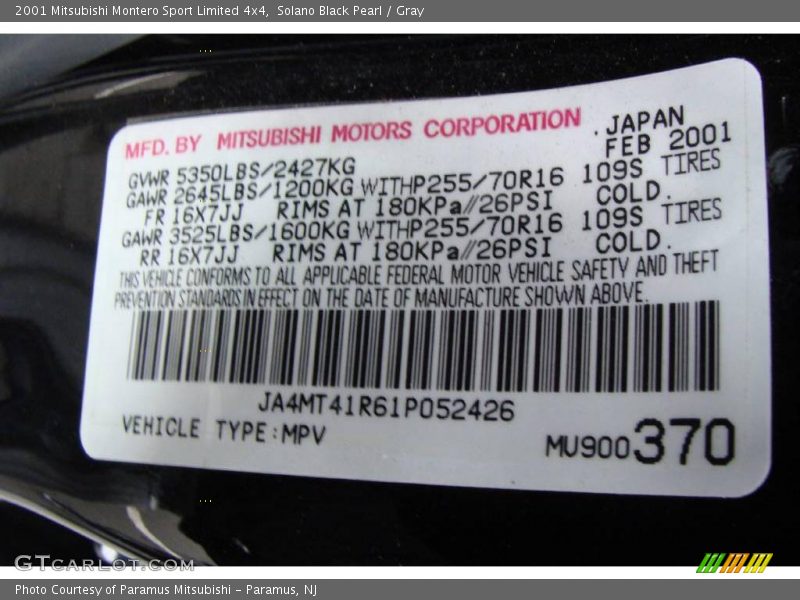 2001 Mitsubishi Montero Sport Limited 4x4, Solano Black Pearl / Gray
MFD. BY MITSUBISHI MOTORS CORPORATION . JAPAN
GVWR 5350LBS/2427KG FEB 2001
GAWR 2645LBS/1200KG WITHP255/70R16 109S TIRES
FR 16X7JJ RIMS AT 180KPa//26PSI COLD.
GAWR 3525LBS/1600KG WITHP255/70R16 109S TIRES
RR 16X7JJ RIMS AT 180KPa//26PSI COLD.
THIS VEHICLE CONFORMS TO ALL APPLICABLE FEDERAL MOTOR VEHICLE SAFETY AND THEFT
PREVENTION STANDARDS IN EFFECT ON THE DATE OF MANUFACTURE SHOWN ABOVE.
JA4MT41R61P052426
VEHICLE TYPE:MPV
MU900370
GTCARLOT.COM
Photo Courtesy of Paramus Mitsubishi - Paramus, NJ